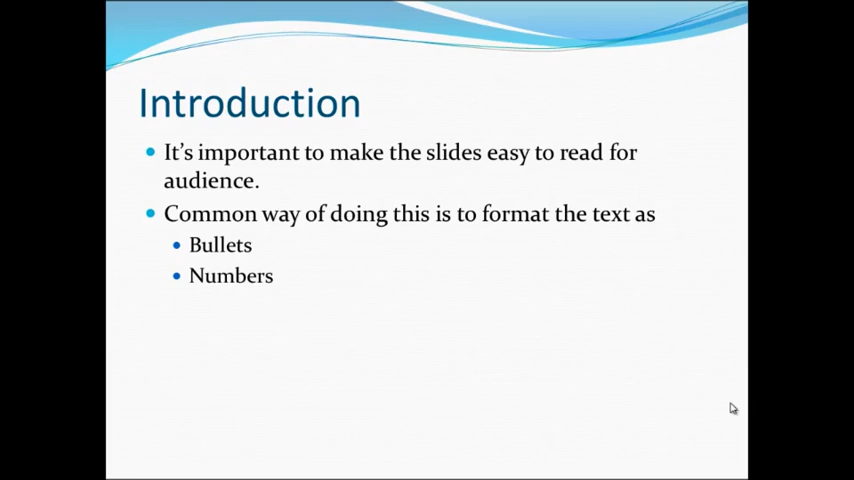 Introduction
It's important to make the slides easy to read for
audience.
Common way of doing this is to format the text as
Bullets
Numbers